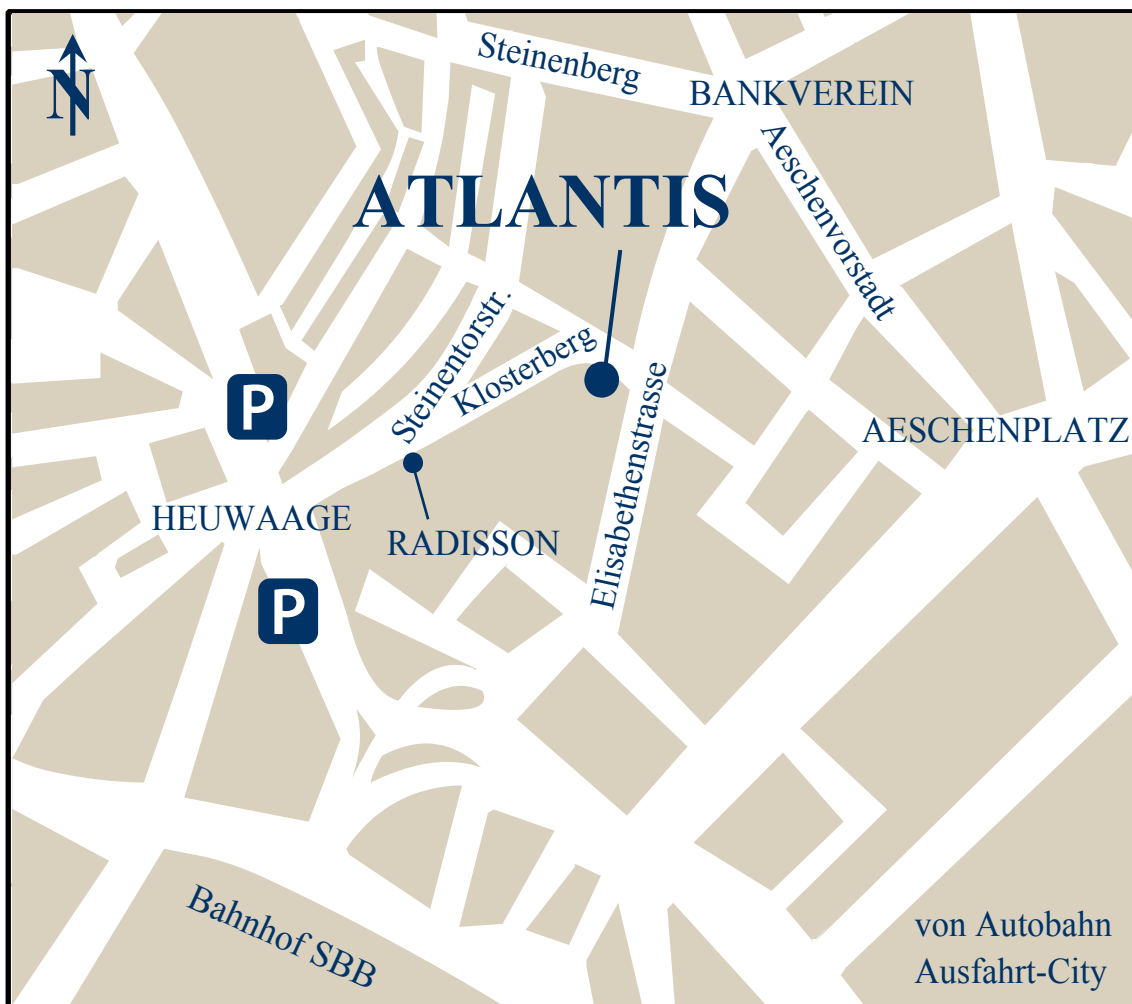 N
Steinenberg
BANKVEREIN
Aeschenvorstadt
ATLANTIS
Steinentorstr.
Klosterberg
Elisabethenstrasse
P
AESCHENPLATZ
HEUWAAGE
RADISSON
P
Bahnhof SBB
von Autobahn
Ausfahrt-City